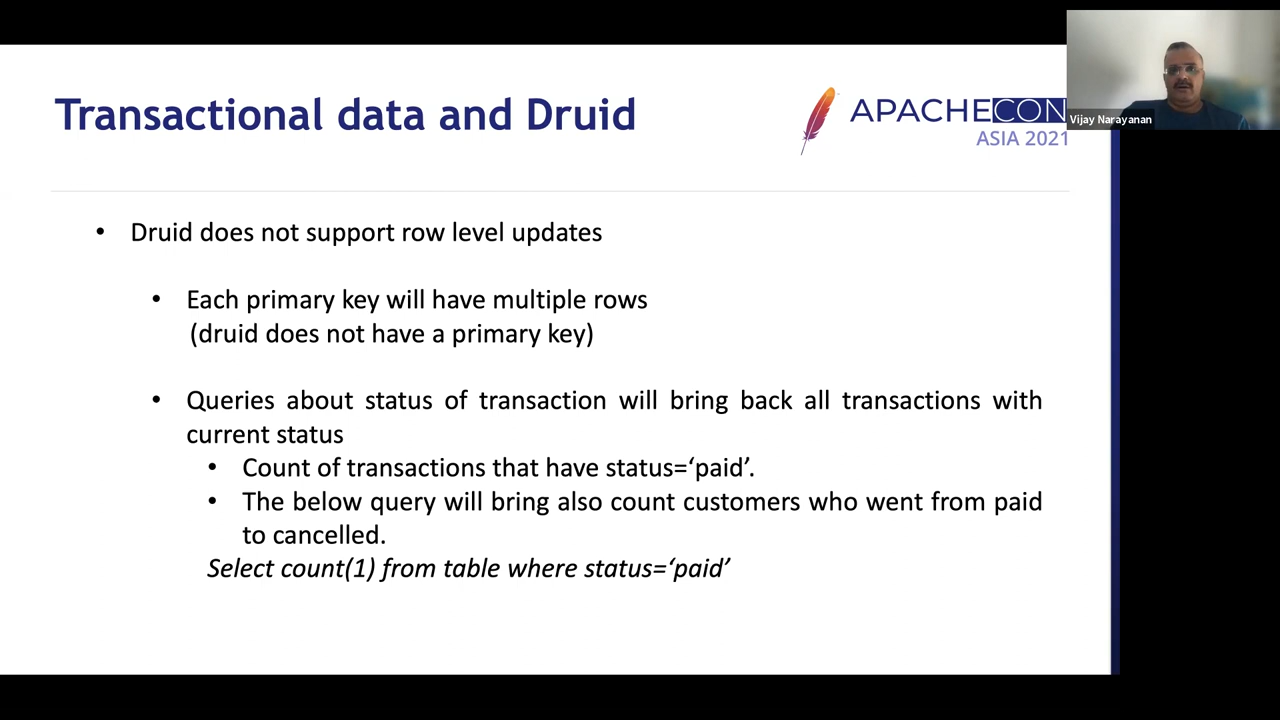 Transactional data and Druid
APACHECON
ASIA 2021
Vijay Narayanan
• Druid does not support row level updates
• Each primary key will have multiple rows
(druid does not have a primary key)
• Queries about status of transaction will bring back all transactions with
current status
• Count of transactions that have status=‘paid’.
• The below query will bring also count customers who went from paid
to cancelled.
Select count(1) from table where status=‘paid’